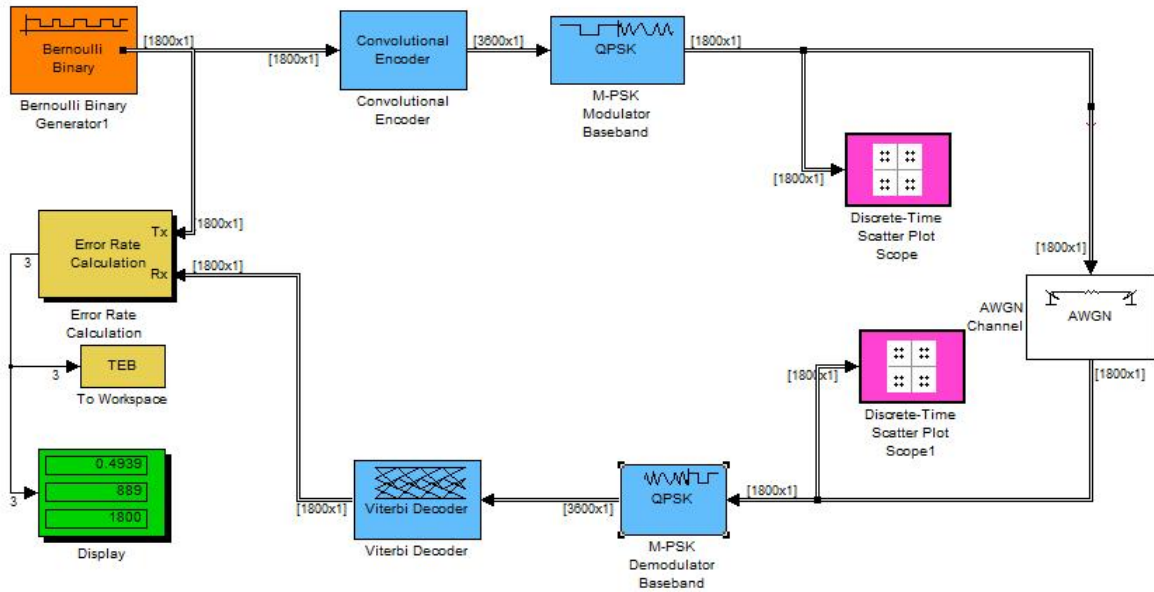 Bernoulli
Binary
Bernoulli Binary
Generator1
[1800x1]
[1800x1]
Convolutional
Encoder
Convolutional
Encoder
[3600x1]
QPSK
M-PSK
Modulator
Baseband
[1800x1]
[1800x1]
Discrete-Time
Scatter Plot
Scope
[1800x1]
AWGN
Channel
AWGN
[1800x1]
[1800x1]
Tx
Error Rate
Calculation
Rx
[1800x1]
3
Error Rate
Calculation
3
TEB
To Workspace
[1800x1]
Discrete-Time
Scatter Plot
Scope1
3
0.4939
889
1800
Display
[1800x1]
Viterbi Decoder
Viterbi Decoder
[3600x1]
QPSK
M-PSK
Demodulator
Baseband
[1800x1]